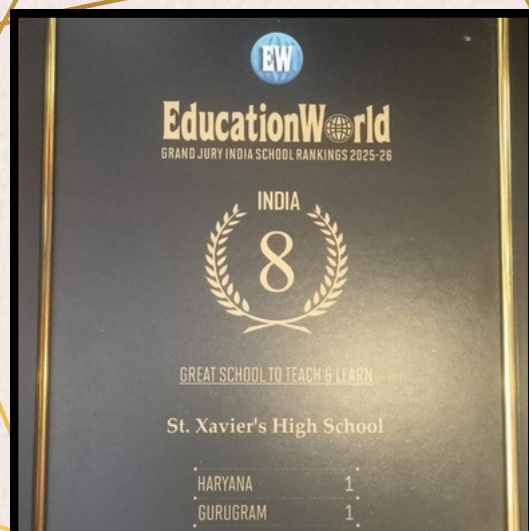 EW
EducationWorld
GRAND JURY INDIA SCHOOL RANKINGS 2025-26
INDIA
8
GREAT SCHOOL TO TEACH & LEARN
St. Xavier's High School
HARYANA 1
GURUGRAM 1